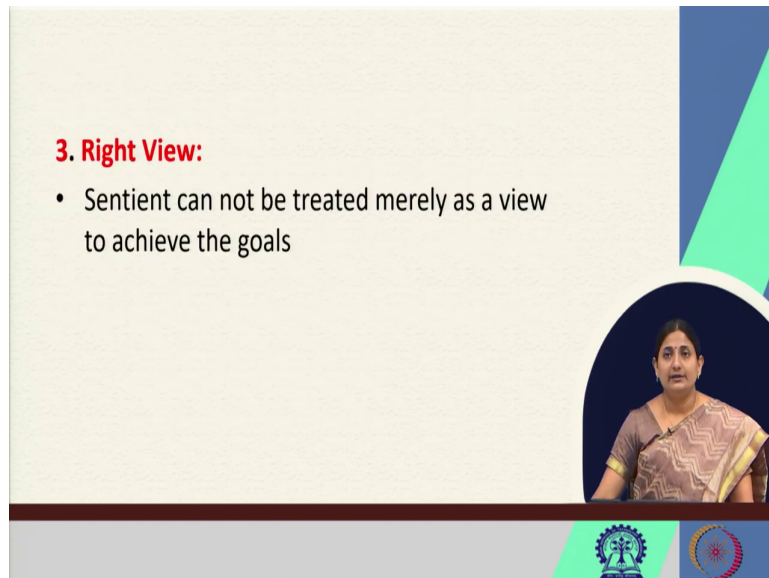 3. Right View:
• Sentient can not be treated merely as a view
to achieve the goals